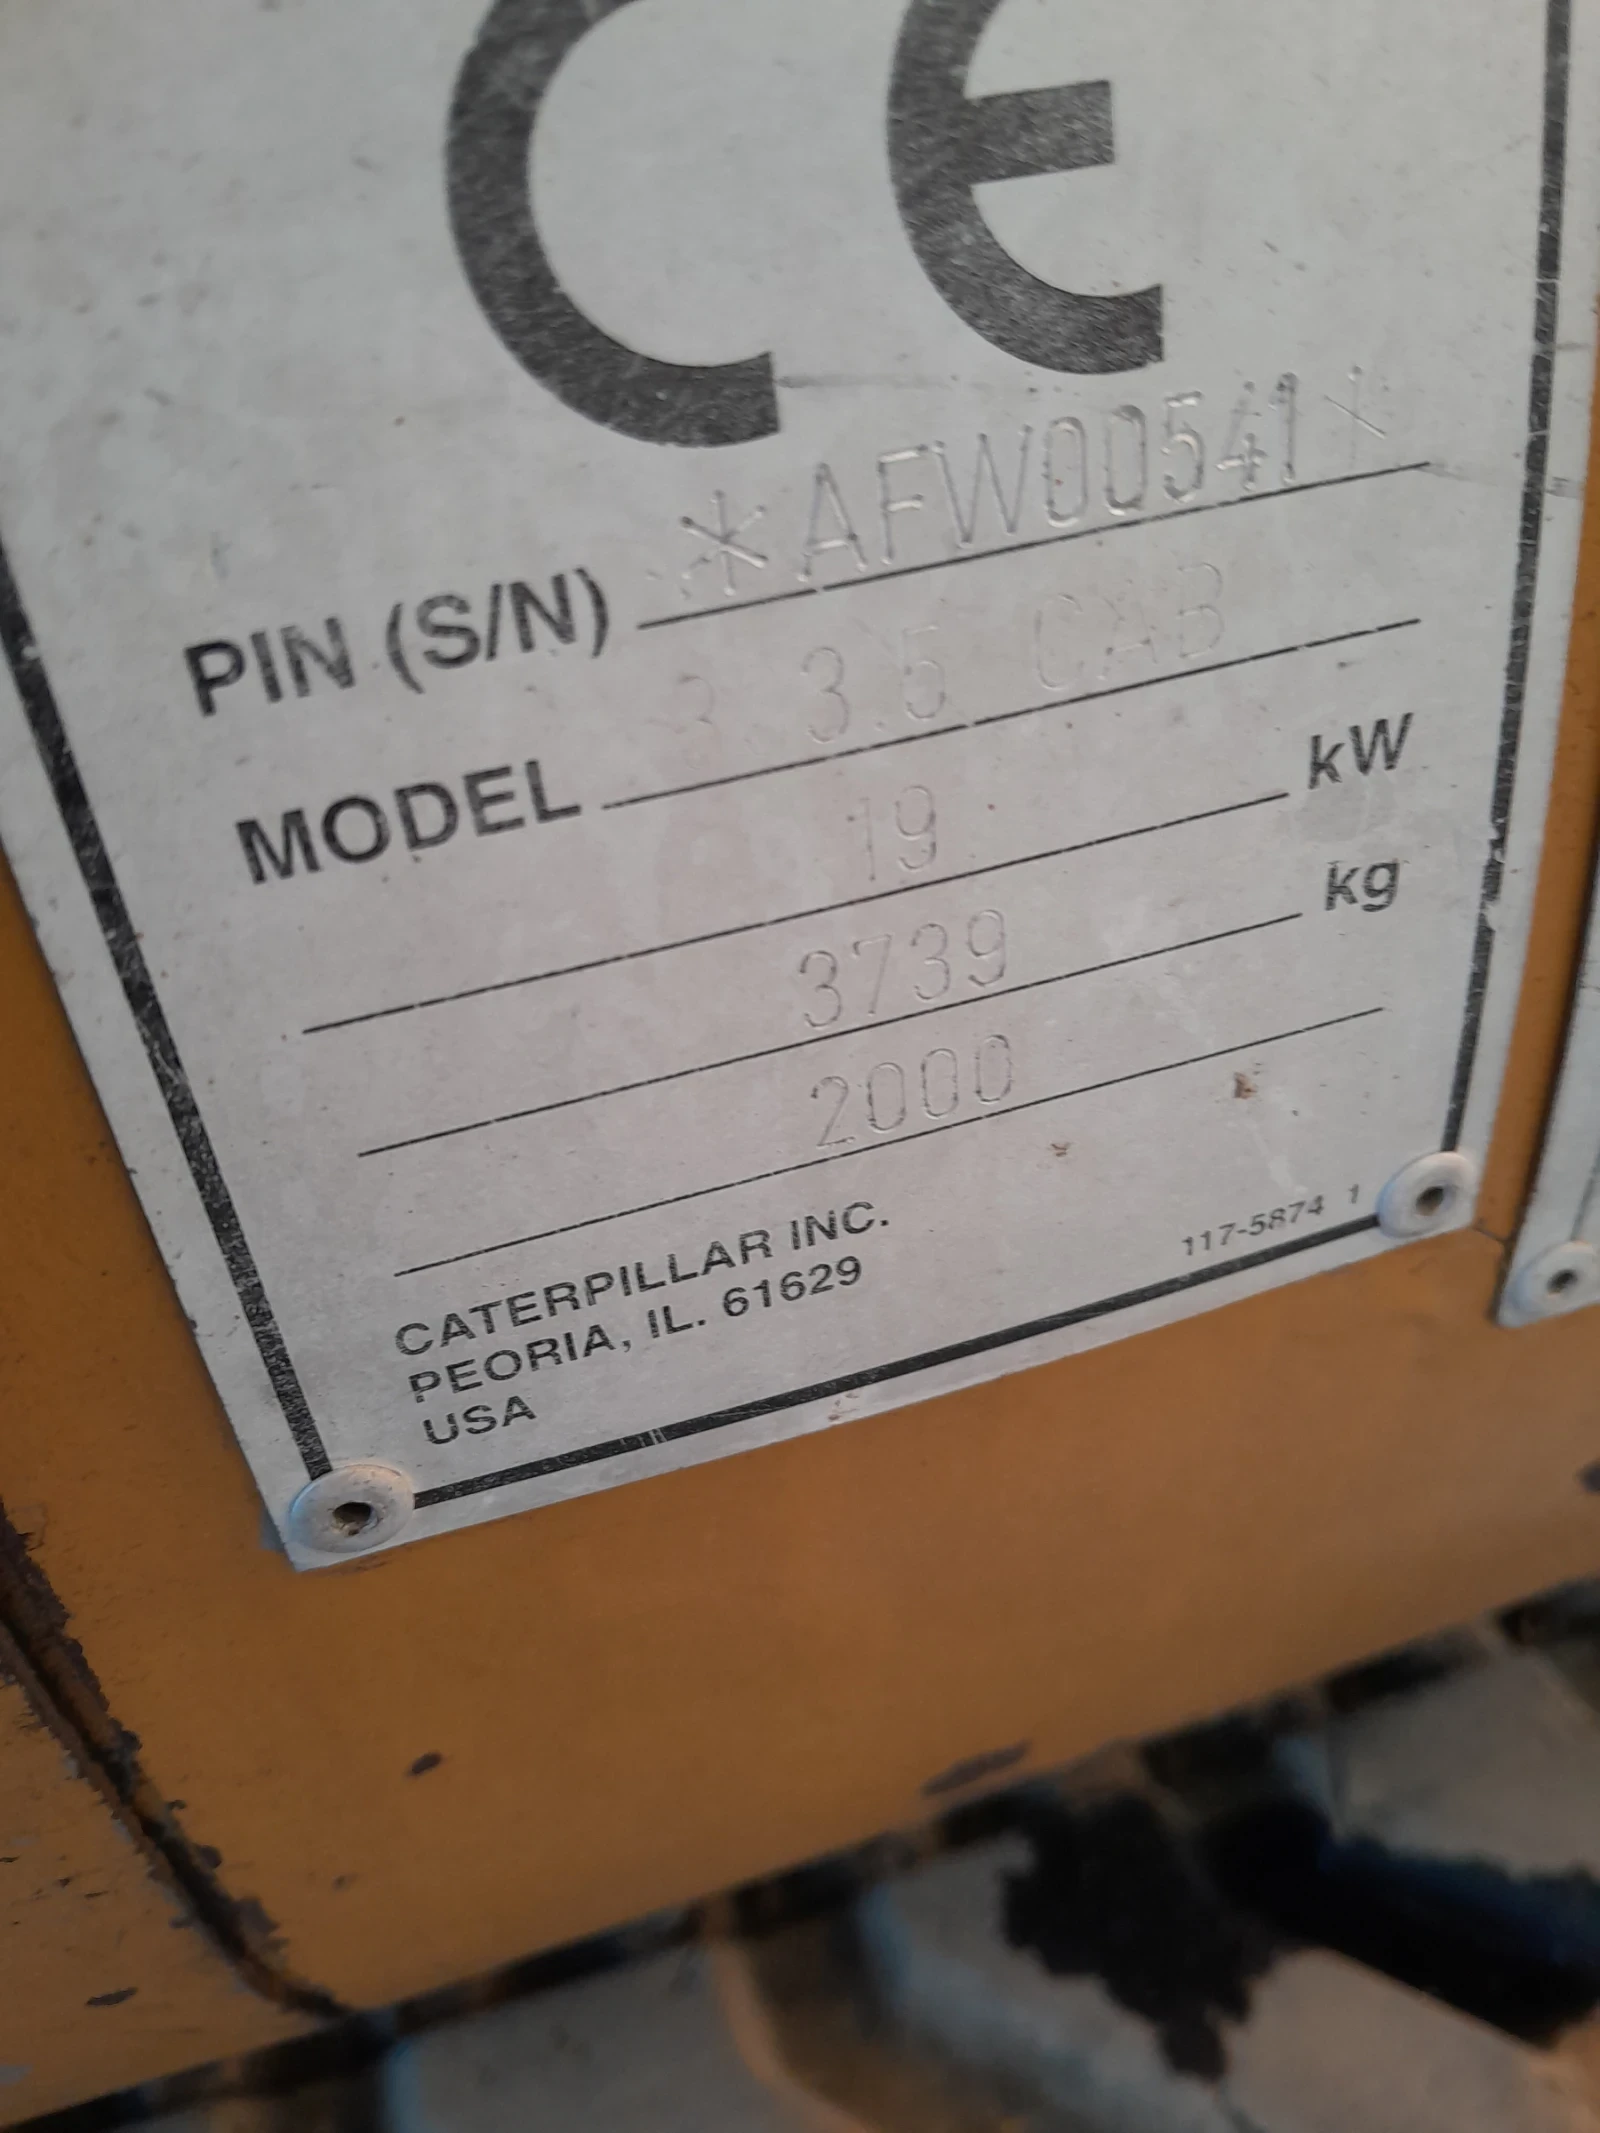 CE
PIN (S/N) *AFW00541*
MODEL 3.5 CAB
19 kW
3739 kg
2000
CATERPILLAR INC.
PEORIA, IL. 61629
USA
117-5874 1